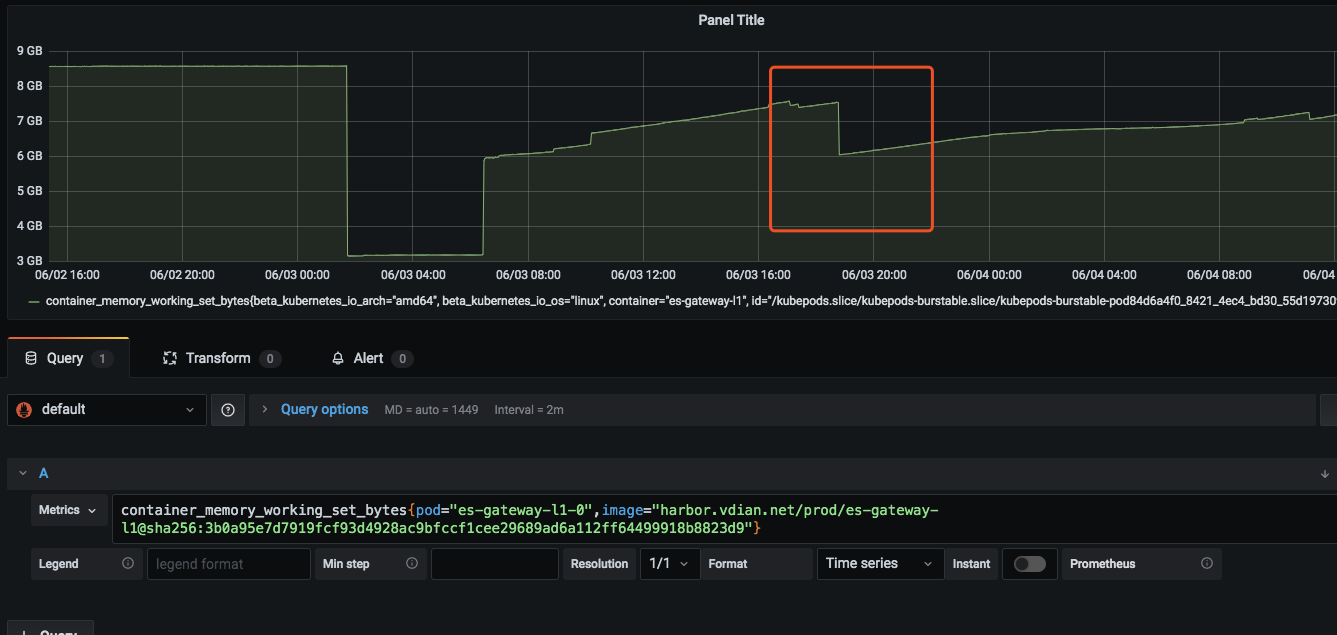 Panel Title
9 GB
8 GB
7 GB
6 GB
5 GB
4 GB
3 GB
06/02 16:00 06/02 20:00 06/03 00:00 06/03 04:00 06/03 08:00 06/03 12:00 06/03 16:00 06/03 20:00 06/04 00:00 06/04 04:00 06/04 08:00 06/04
container_memory_working_set_bytes{beta_kubernetes_io_arch="amd64", beta_kubernetes_io_os="linux", container="es-gateway-l1", id="/kubepods.slice/kubepods-burstable.slice/kubepods-burstable-pod84d6a4f0_8421_4ec4_bd30_55d19730
Query 1 Transform 0 Alert 0
default Query options MD = auto = 1449 Interval = 2m
A
Metrics container_memory_working_set_bytes{pod="es-gateway-l1-0",image="harbor.vdian.net/prod/es-gateway-
l1@sha256:3b0a95e7d7919fcf93d4928ac9bfccf1cee29689ad6a112ff64499918b8823d9"}
Legend legend format Min step Resolution 1/1 Format Time series Instant Prometheus
+ Query